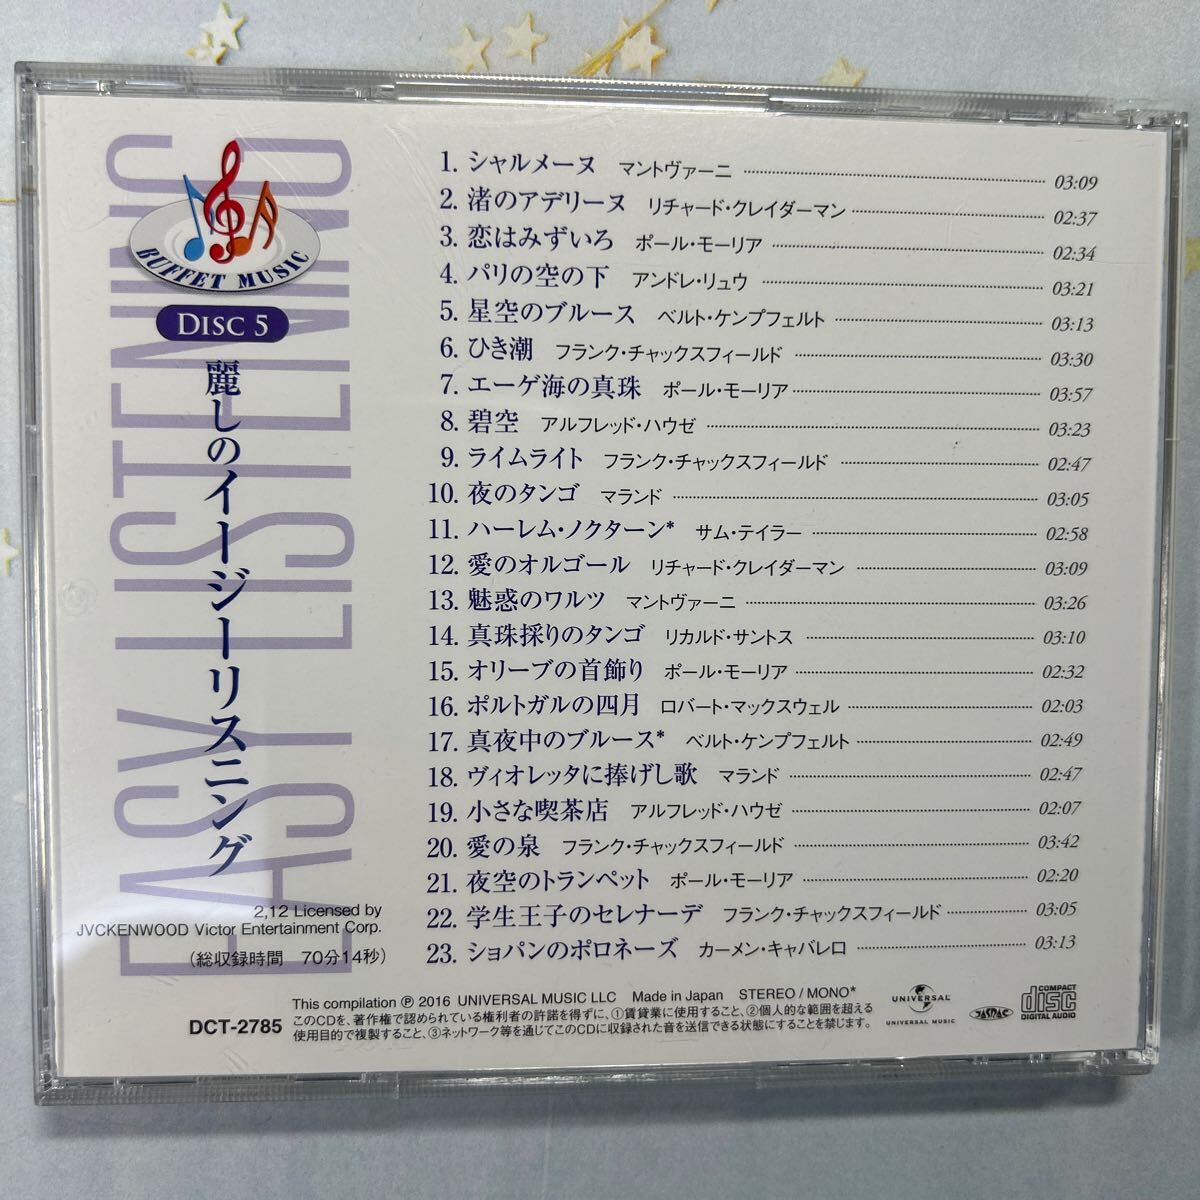 EASY LISTENING
EASY LISTENING
BUFFET MUSIC
DISC 5
麗しのイージーリスニング
1. シャルメーヌ マントヴァーニ 03:09
2. 渚のアデリーヌ リチャード・クレイダーマン 02:37
3. 恋はみずいろ ポール・モーリア 02:34
4. パリの空の下 アンドレ・リュウ 03:21
5. 星空のブルース ベルト・ケンプフェルト 03:13
6. ひき潮 フランク・チャックスフィールド 03:30
7. エーゲ海の真珠 ポール・モーリア 03:57
8. 碧空 アルフレッド・ハウゼ 03:23
9. ライムライト フランク・チャックスフィールド 02:47
10. 夜のタンゴ マランド 03:05
11. ハーレム・ノクターン* サム・テイラー 02:58
12. 愛のオルゴール リチャード・クレイダーマン 03:09
13. 魅惑のワルツ マントヴァーニ 03:26
14. 真珠採りのタンゴ リカルド・サントス 03:10
15. オリーブの首飾り ポール・モーリア 02:32
16. ポルトガルの四月 ロバート・マックスウェル 02:03
17. 真夜中のブルース* ベルト・ケンプフェルト 02:49
18. ヴィオレッタに捧げし歌 マランド 02:47
19. 小さな喫茶店 アルフレッド・ハウゼ 02:07
20. 愛の泉 フランク・チャックスフィールド 03:42
21. 夜空のトランペット ポール・モーリア 02:20
22. 学生王子のセレナーデ フランク・チャックスフィールド 03:05
23. ショパンのポロネーズ カーメン・キャバレロ 03:13
2,12 Licensed by
JVCKENWOOD Victor Entertainment Corp.
(総収録時間 70分14秒)
DCT-2785
This compilation ℗ 2016 UNIVERSAL MUSIC LLC Made in Japan STEREO / MONO*
このCDを、著作権で認められている権利者の許諾を得ずに、①賃貸業に使用すること、②個人的な範囲を超える
使用目的で複製すること、③ネットワーク等を通じてこのCDに収録された音を送信できる状態にすることを禁じます。
UNIVERSAL
UNIVERSAL MUSIC
JASRAC
COMPACT
disc
DIGITAL AUDIO